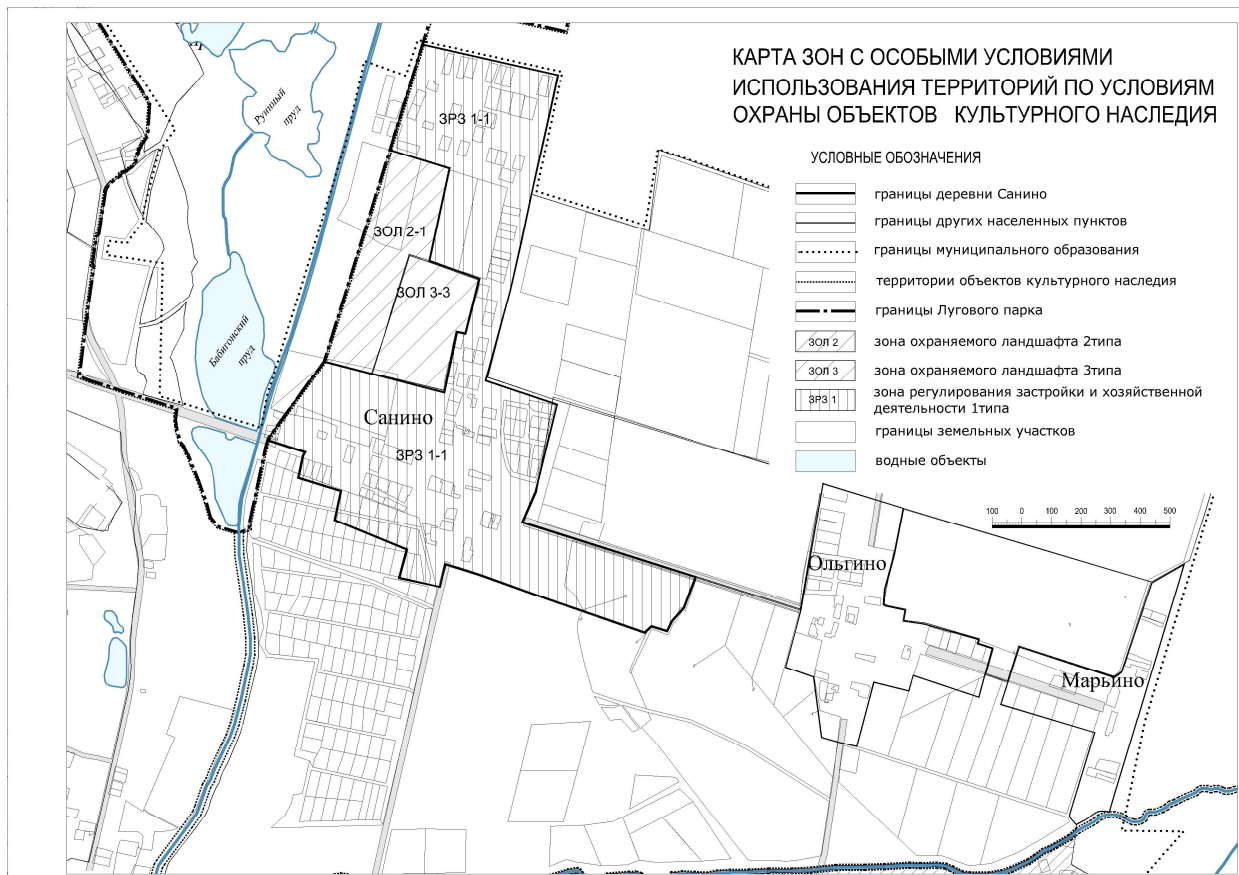 КАРТА ЗОН С ОСОБЫМИ УСЛОВИЯМИ
ИСПОЛЬЗОВАНИЯ ТЕРРИТОРИЙ ПО УСЛОВИЯМ
ОХРАНЫ ОБЪЕКТОВ КУЛЬТУРНОГО НАСЛЕДИЯ
УСЛОВНЫЕ ОБОЗНАЧЕНИЯ
границы деревни Санино
границы других населенных пунктов
границы муниципального образования
территории объектов культурного наследия
границы Лугового парка
ЗОЛ 2 зона охраняемого ландшафта 2типа
ЗОЛ 3 зона охраняемого ландшафта 3типа
ЗРЗ 1 зона регулирования застройки и хозяйственной
деятельности 1типа
границы земельных участков
водные объекты
100 0 100 200 300 400 500
Руинный
пруд
ЗРЗ 1-1
ЗОЛ 2-1
ЗОЛ 3-3
Бабигонский
пруд
Санино
ЗРЗ 1-1
Ольгино
Марьино